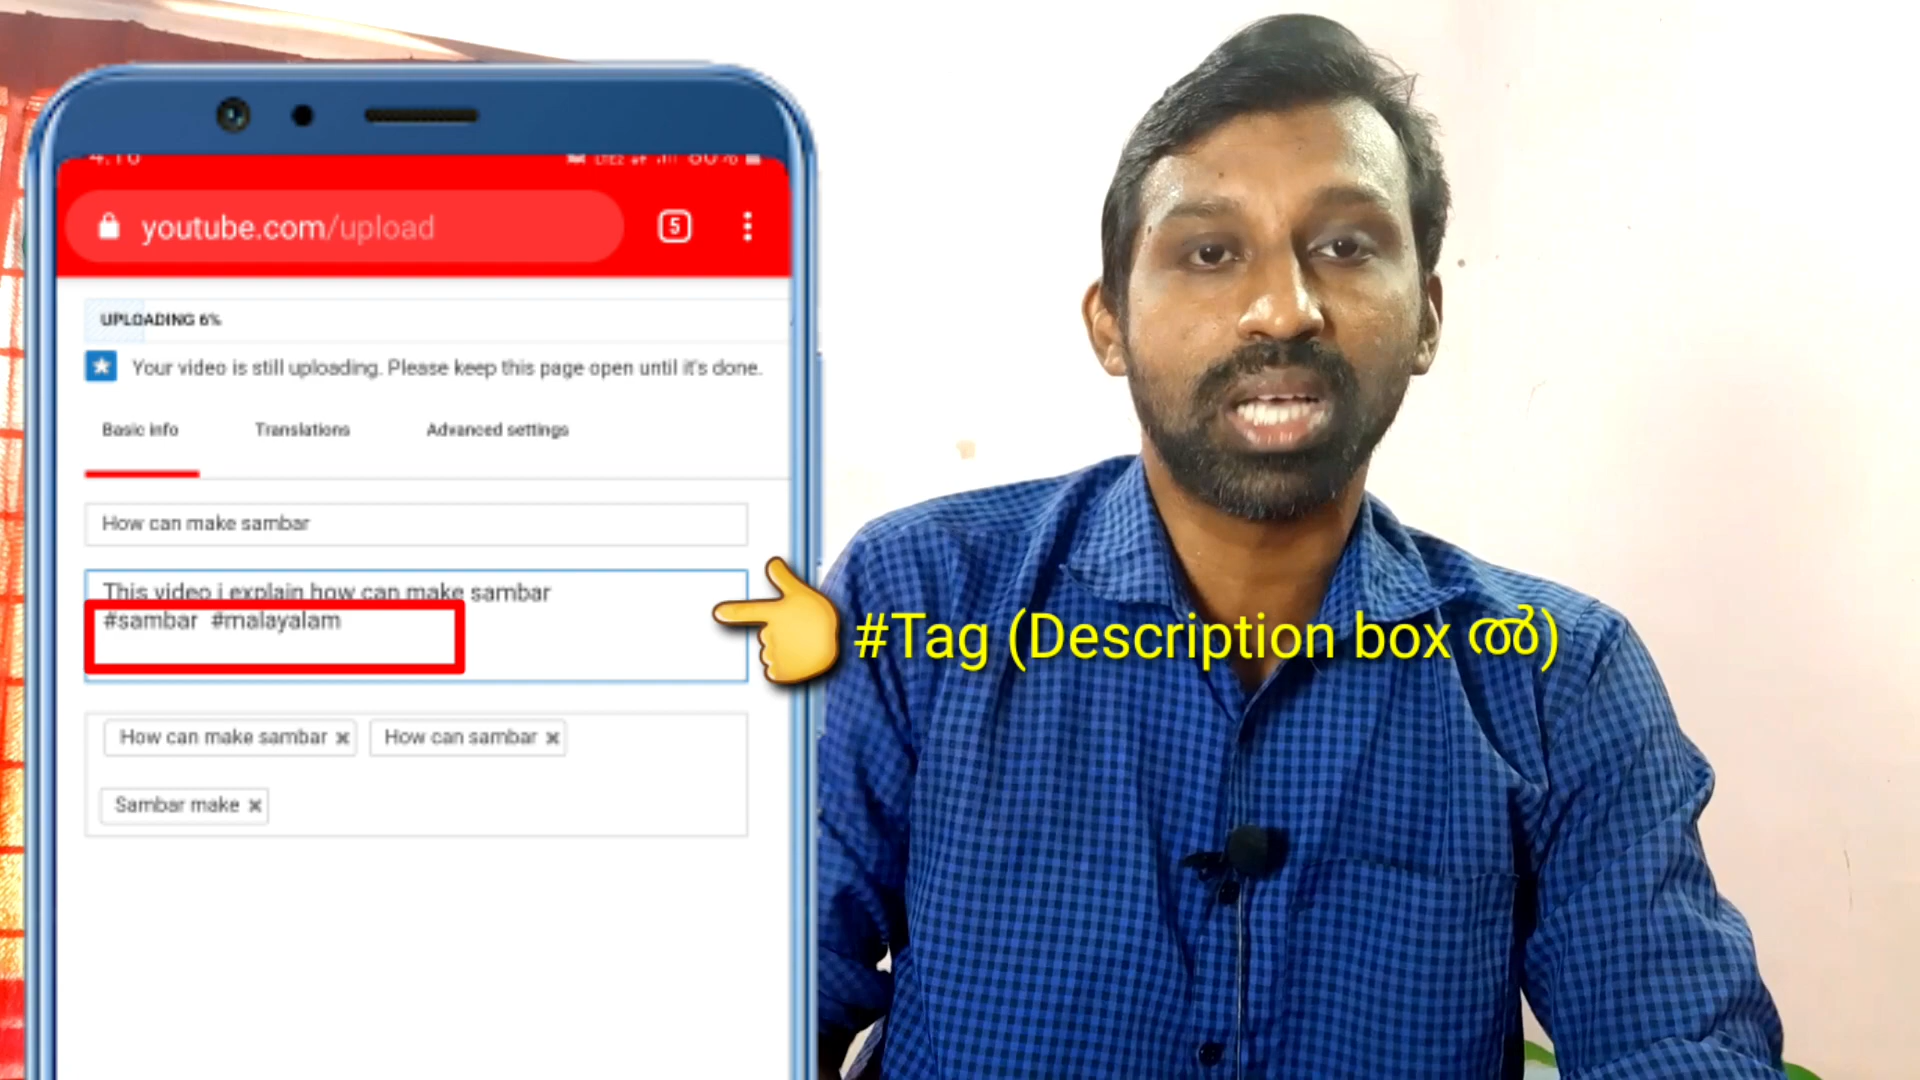 youtube.com/upload
5
UPLOADING 6%
Your video is still uploading. Please keep this page open until it's done.
Basic info Translations Advanced settings
How can make sambar
This video i explain how can make sambar
#sambar #malayalam
#Tag (Description box ൽ)
How can make sambar × How can sambar ×
Sambar make ×